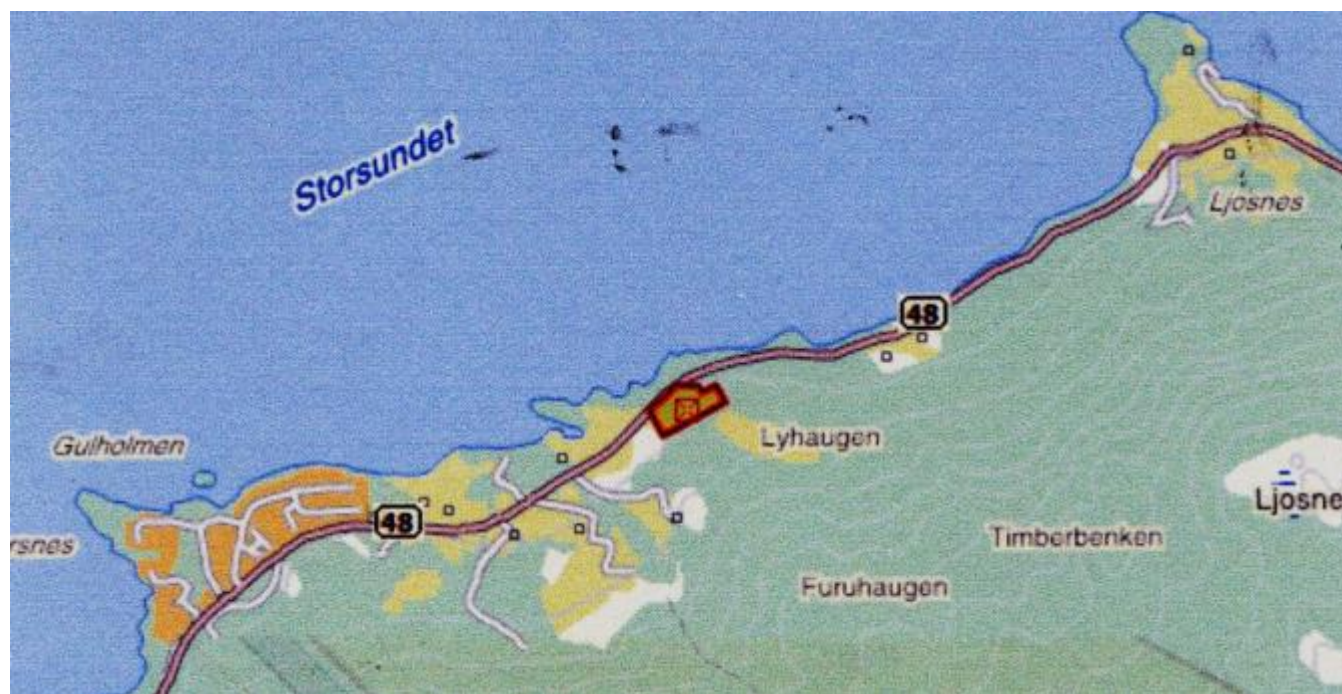 Storsundet
Ljosnes
48
Gulholmen
Lyhaugen
Ljosne
48
rsnes
Timberbenken
Furuhaugen